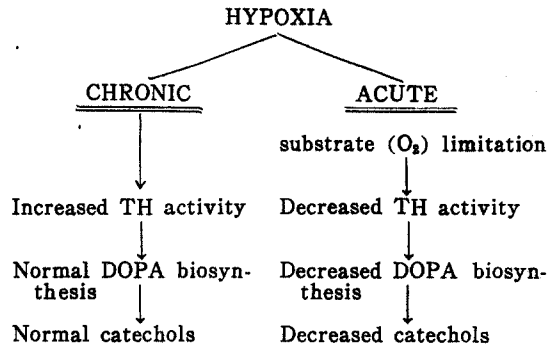 HYPOXIA
CHRONIC
ACUTE
substrate (O₂) limitation
Increased TH activity
Decreased TH activity
Normal DOPA biosyn-
thesis
Decreased DOPA biosyn-
thesis
Normal catechols
Decreased catechols